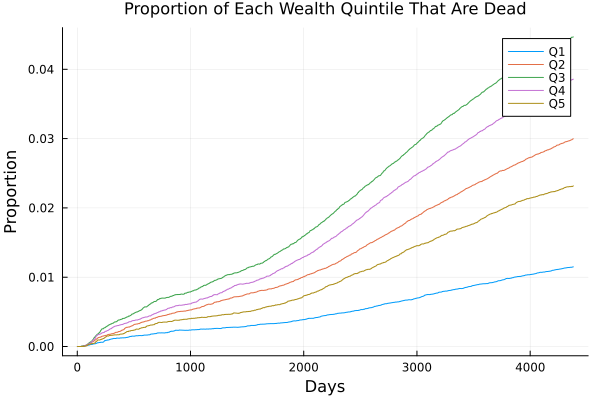 Proportion of Each Wealth Quintile That Are Dead
Proportion
0.04
0.03
0.02
0.01
0.00
Q1
Q2
Q3
Q4
Q5
0 1000 2000 3000 4000
Days